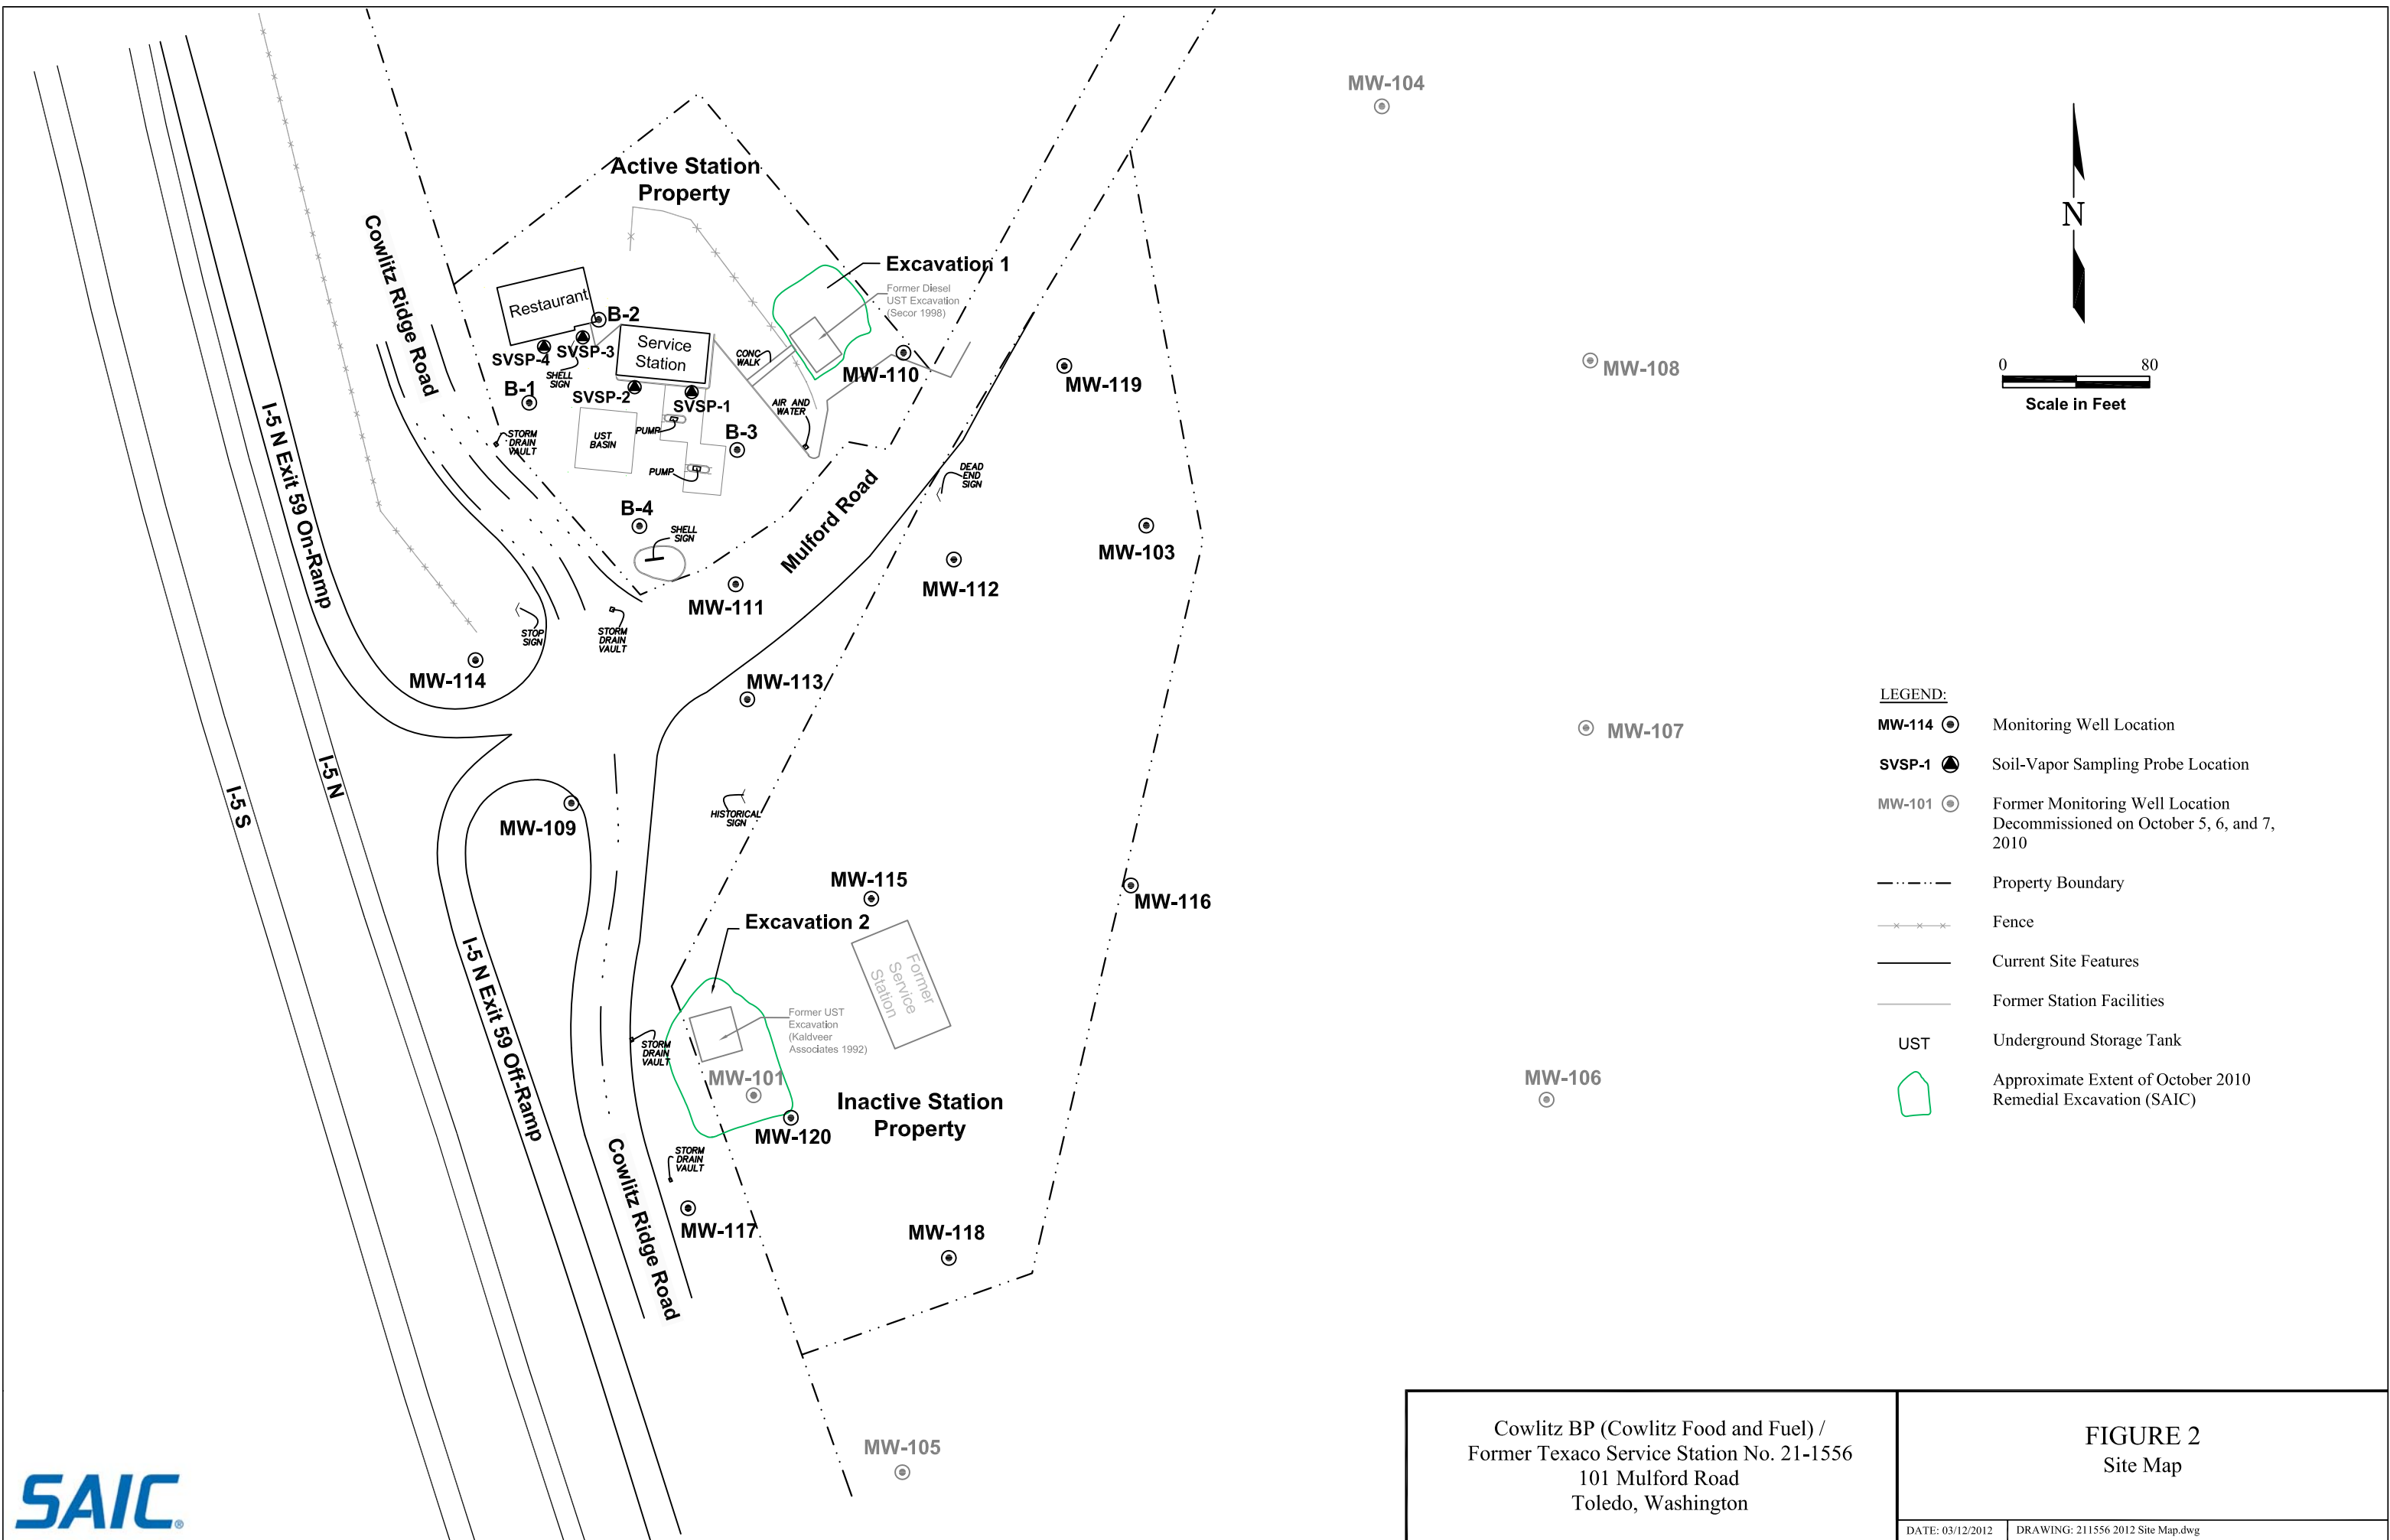 MW-104
Active Station
Property
N
Cowlitz Ridge Road
Excavation 1
Former Diesel
UST Excavation
(Secor 1998)
Restaurant
B-2
Service
Station
SVSP-4
SVSP-3
SHELL
SIGN
CONC
WALK
MW-110
MW-119
MW-108
0
80
Scale in Feet
B-1
SVSP-2
SVSP-1
AIR AND
WATER
I-5 N Exit 59 On-Ramp
STORM
DRAIN
VAULT
UST
BASIN
PUMP
B-3
PUMP
DEAD
END
SIGN
Mulford Road
B-4
SHELL
SIGN
MW-103
MW-112
MW-111
STOP
SIGN
STORM
DRAIN
VAULT
MW-114
MW-113
MW-107
I-5 N
I-5 S
HISTORICAL
SIGN
MW-109
MW-115
MW-116
Excavation 2
Former
Service
Station
I-5 N Exit 59 Off-Ramp
Former UST
Excavation
(Kaldveer
Associates 1992)
STORM
DRAIN
VAULT
MW-101
MW-106
Inactive Station
Property
MW-120
STORM
DRAIN
VAULT
Cowlitz Ridge Road
MW-117
MW-118
MW-105
LEGEND:
MW-114 Monitoring Well Location
SVSP-1 Soil-Vapor Sampling Probe Location
MW-101 Former Monitoring Well Location
Decommissioned on October 5, 6, and 7,
2010
Property Boundary
Fence
Current Site Features
Former Station Facilities
UST Underground Storage Tank
Approximate Extent of October 2010
Remedial Excavation (SAIC)
SAIC®
Cowlitz BP (Cowlitz Food and Fuel) /
Former Texaco Service Station No. 21-1556
101 Mulford Road
Toledo, Washington
FIGURE 2
Site Map
DATE: 03/12/2012
DRAWING: 211556 2012 Site Map.dwg